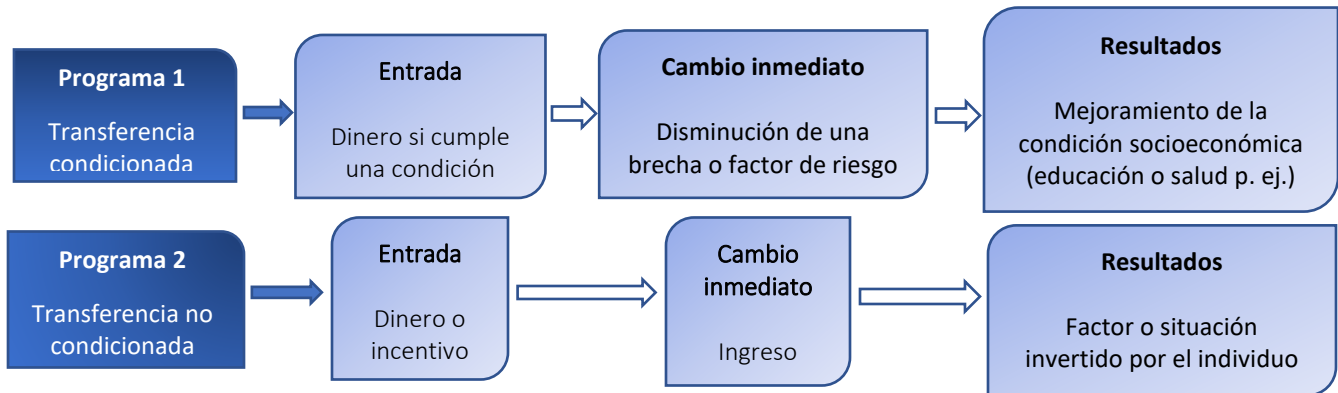 Programa 1
Transferencia
condicionada
Entrada
Dinero si cumple
una condición
Cambio inmediato
Disminución de una
brecha o factor de riesgo
Resultados
Mejoramiento de la
condición socioeconómica
(educación o salud p. ej.)
Programa 2
Transferencia no
condicionada
Entrada
Dinero o
incentivo
Cambio
inmediato
Ingreso
Resultados
Factor o situación
invertido por el individuo